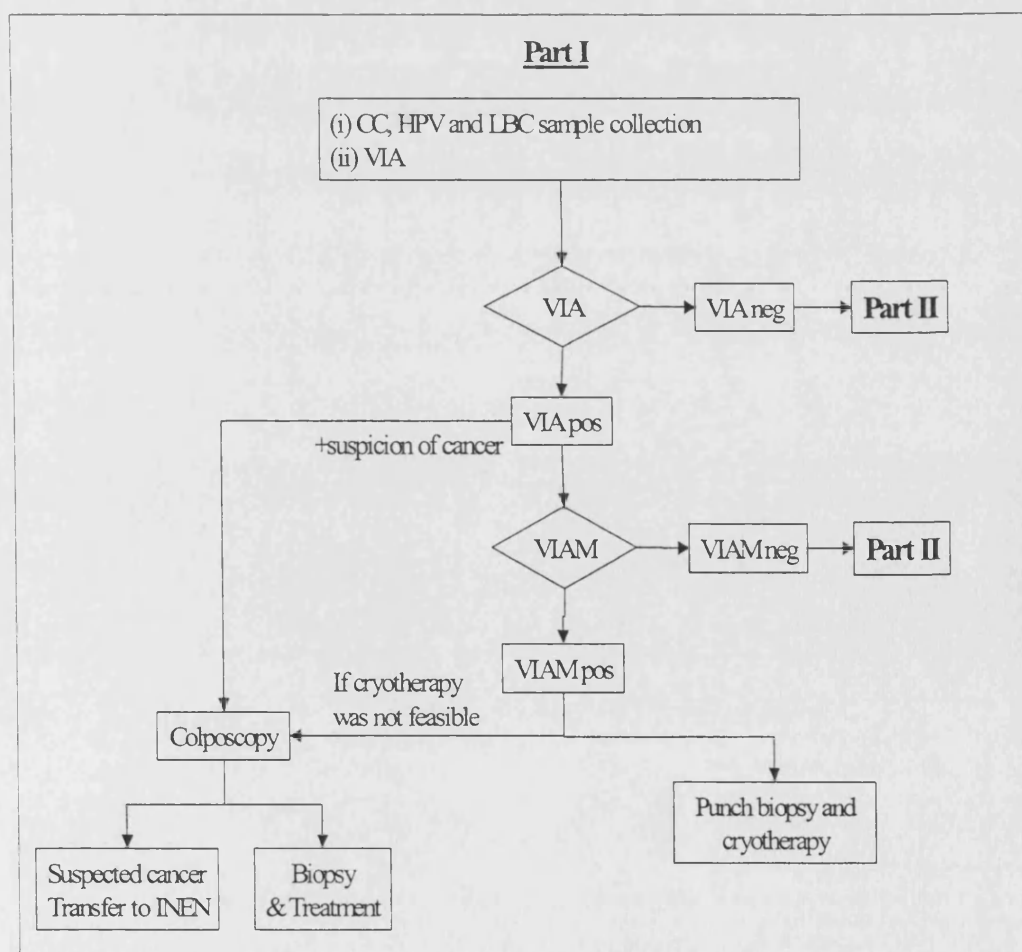 Part I
(i) CC, HPV and LBC sample collection
(ii) VIA
VIA
VIA neg
Part II
VIA pos
+suspicion of cancer
VIAM
VIAM neg
Part II
VIAM pos
If cryotherapy
was not feasible
Colposcopy
Punch biopsy and
cryotherapy
Suspected cancer
Transfer to INEN
Biopsy
& Treatment